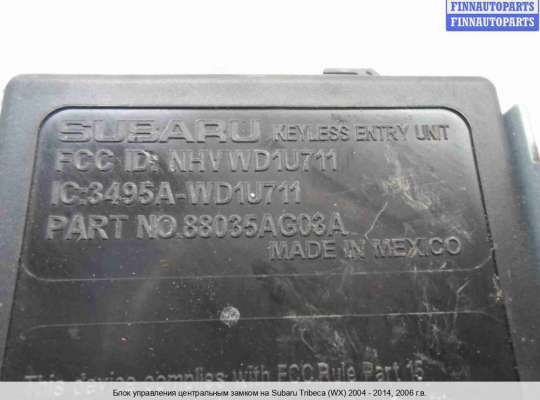 FINNAUTOPARTS
FINNAUTOPARTS
FINNAUTOPARTS
SUBARU KEYLESS ENTRY UNIT
FCC ID: NHVWD1U711
IC:3495A-WD1U711
PART NO.88035AG03A
MADE IN MEXICO
This device complies with FCC Rule Part 15
Блок управления центральным замком на Subaru Tribeca (WX) 2004 - 2014, 2006 г.в.